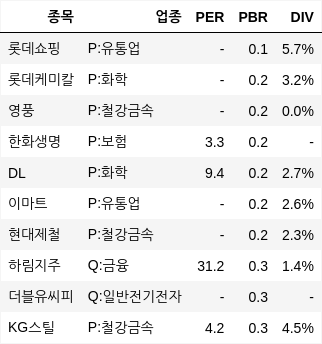 종목 업종 PER PBR DIV
롯데쇼핑 P:유통업 - 0.1 5.7%
롯데케미칼 P:화학 - 0.2 3.2%
영풍 P:철강금속 - 0.2 0.0%
한화생명 P:보험 3.3 0.2 -
DL P:화학 9.4 0.2 2.7%
이마트 P:유통업 - 0.2 2.6%
현대제철 P:철강금속 - 0.2 2.3%
하림지주 Q:금융 31.2 0.3 1.4%
더블유씨피 Q:일반전기전자 - 0.3 -
KG스틸 P:철강금속 4.2 0.3 4.5%